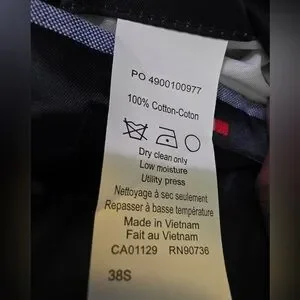 PO 4900100977
100% Cotton-Coton
Dry clean only
Low moisture
Utility press
Nettoyage à sec seulement
Repasser à basse température
Made in Vietnam
Fait au Vietnam
CA01129 RN90736
38S